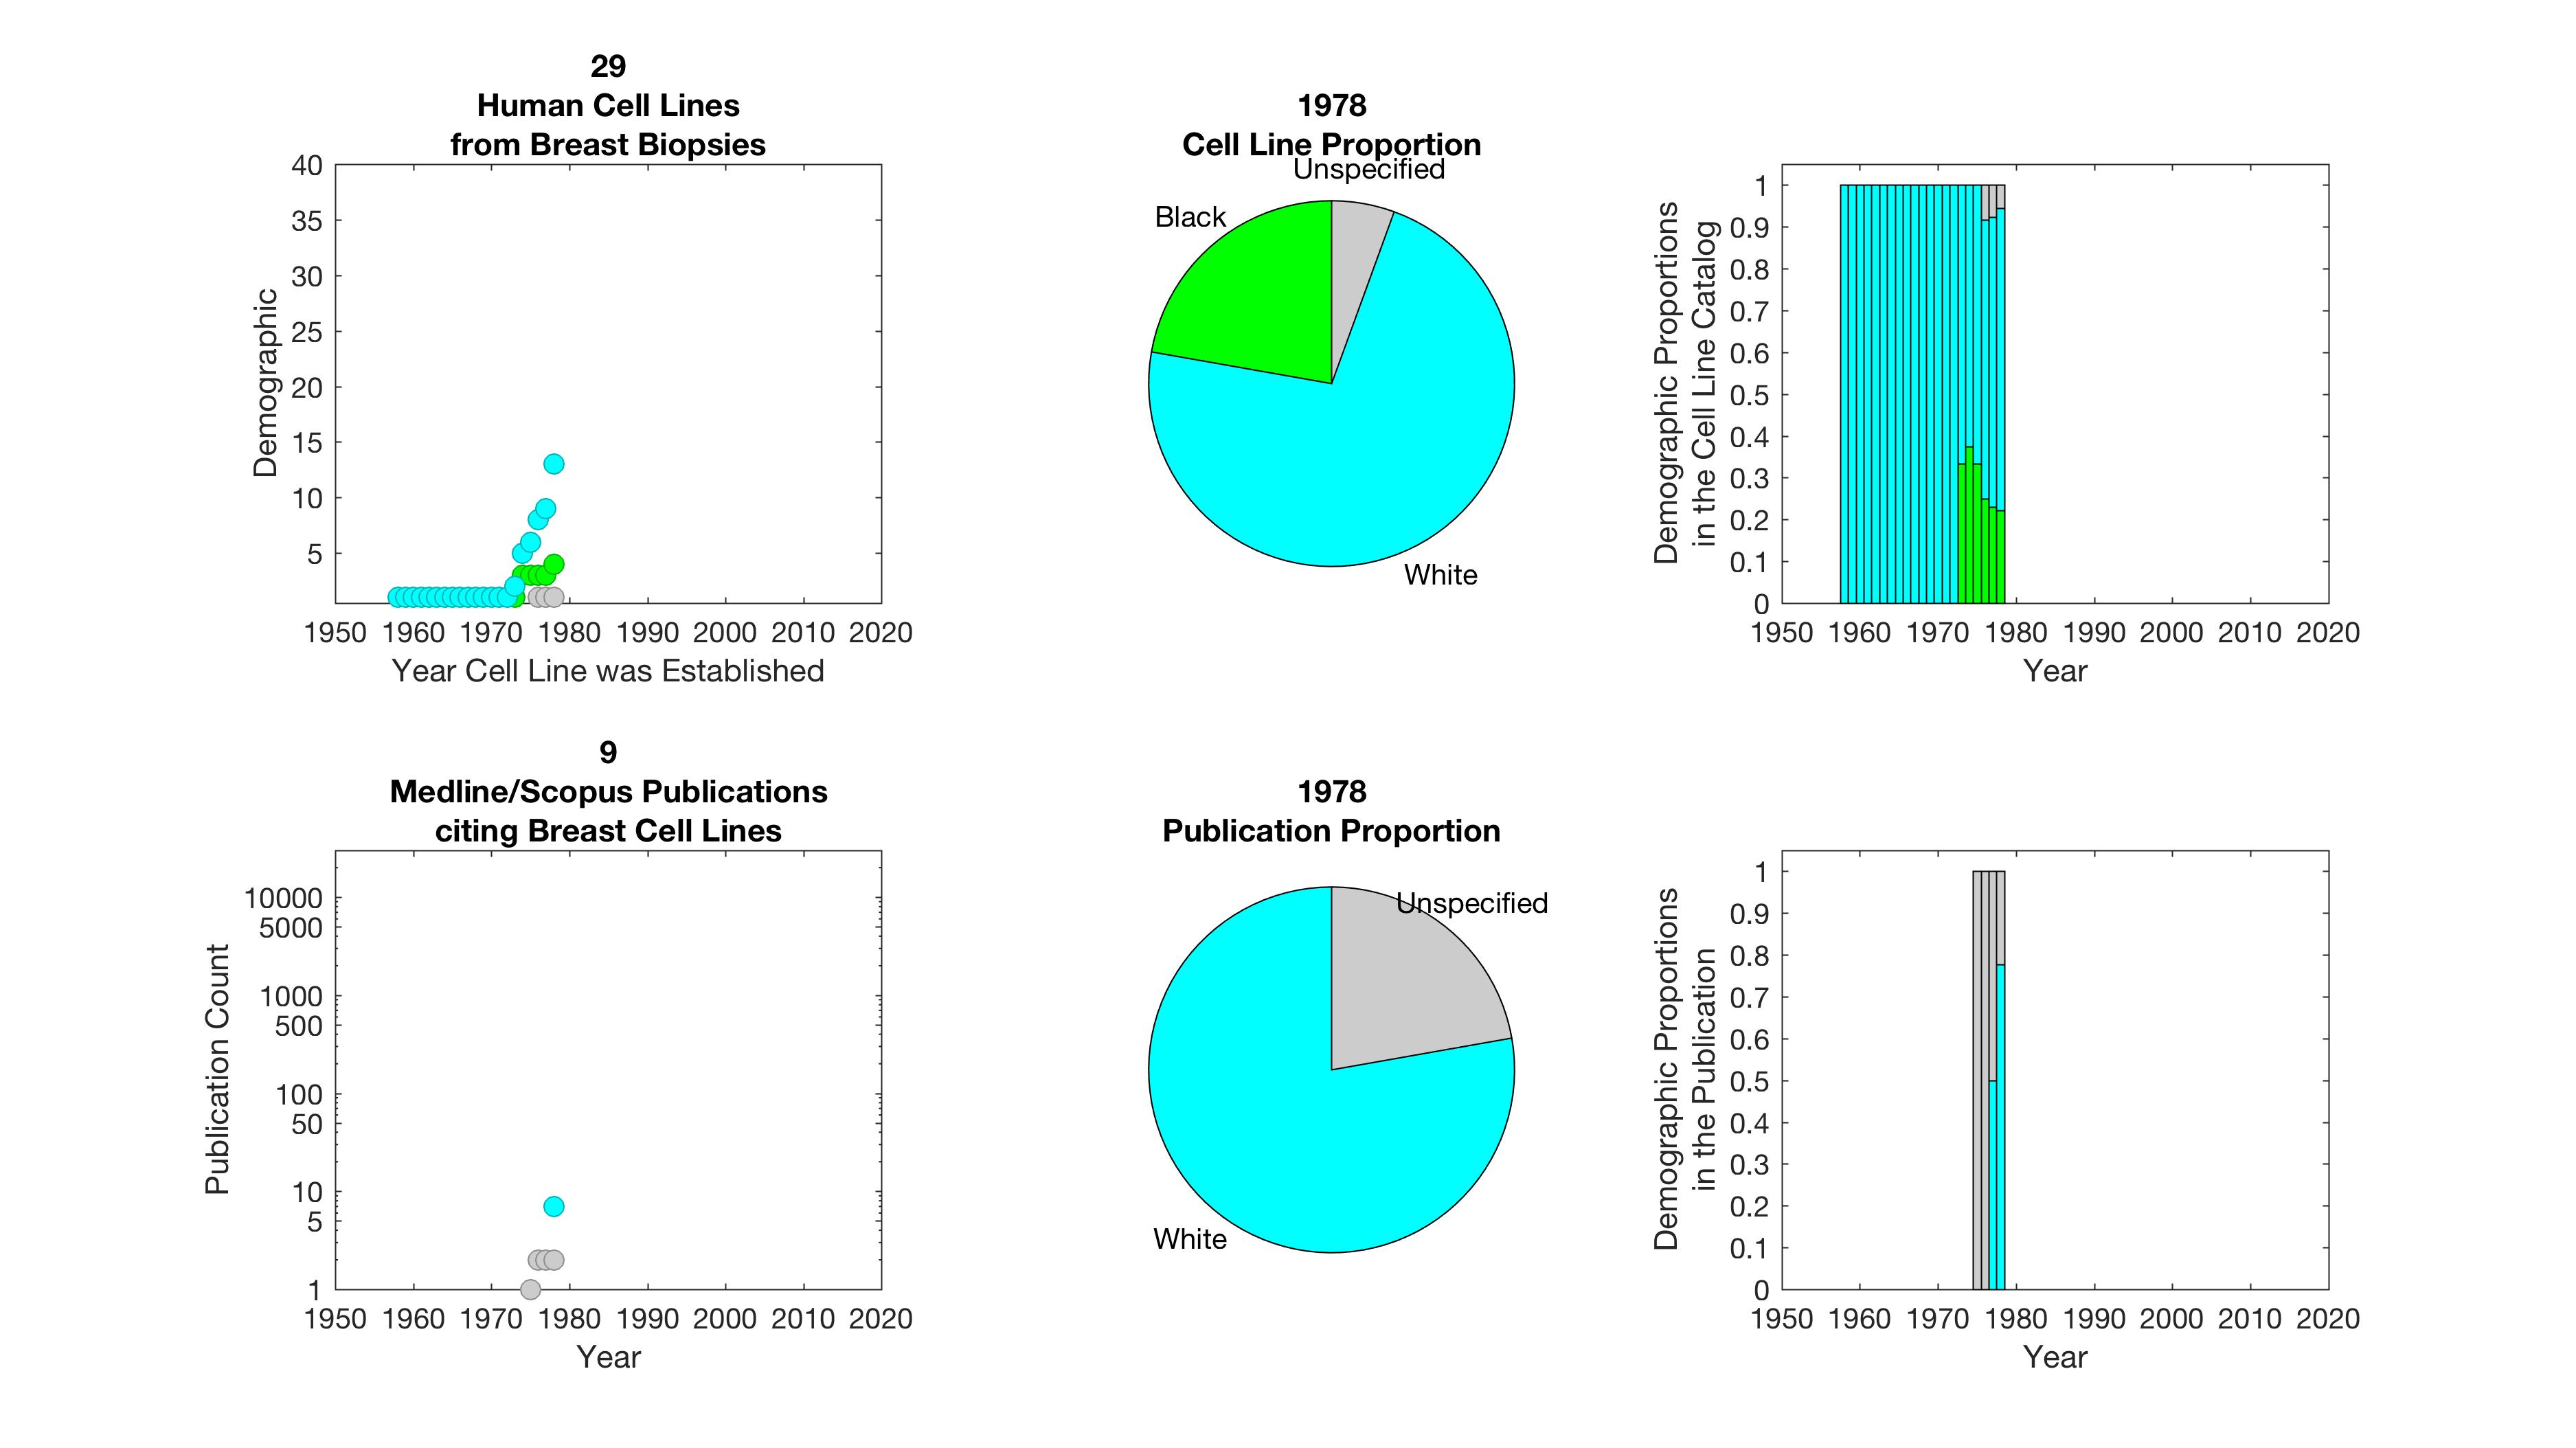 29
Human Cell Lines
from Breast Biopsies
40
35
30
25
20
15
10
5
Demographic
1950 1960 1970 1980 1990 2000 2010 2020
Year Cell Line was Established
1978
Cell Line Proportion
Unspecified
Black
White
1
0.9
0.8
0.7
0.6
0.5
0.4
0.3
0.2
0.1
0
Demographic Proportions
in the Cell Line Catalog
1950 1960 1970 1980 1990 2000 2010 2020
Year
9
Medline/Scopus Publications
citing Breast Cell Lines
10000
5000
1000
500
100
50
10
5
1
Publication Count
1950 1960 1970 1980 1990 2000 2010 2020
Year
1978
Publication Proportion
Unspecified
White
1
0.9
0.8
0.7
0.6
0.5
0.4
0.3
0.2
0.1
0
Demographic Proportions
in the Publication
1950 1960 1970 1980 1990 2000 2010 2020
Year